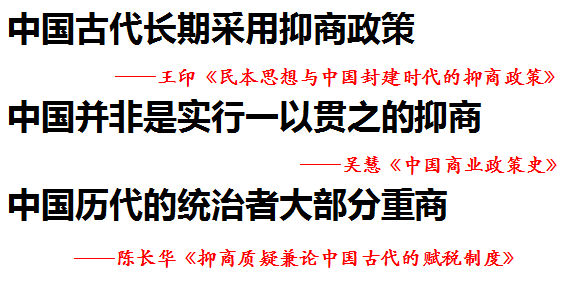 中国古代长期采用抑商政策
——王印《民本思想与中国封建时代的抑商政策》
中国并非是实行一以贯之的抑商
——吴慧《中国商业政策史》
中国历代的统治者大部分重商
——陈长华《抑商质疑兼论中国古代的赋税制度》